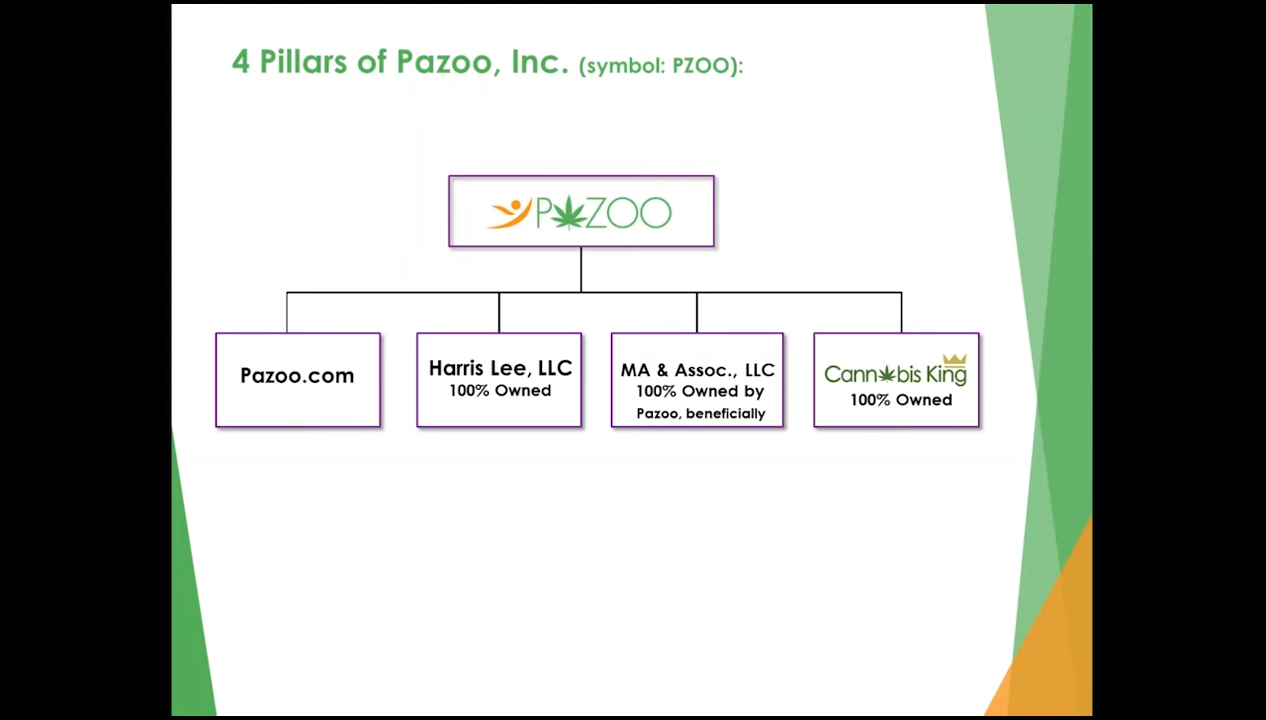 4 Pillars of Pazoo, Inc. (symbol: PZOO):
PAZOO
Pazoo.com
Harris Lee, LLC
100% Owned
MA & Assoc., LLC
100% Owned by
Pazoo, beneficially
Cannabis King
100% Owned